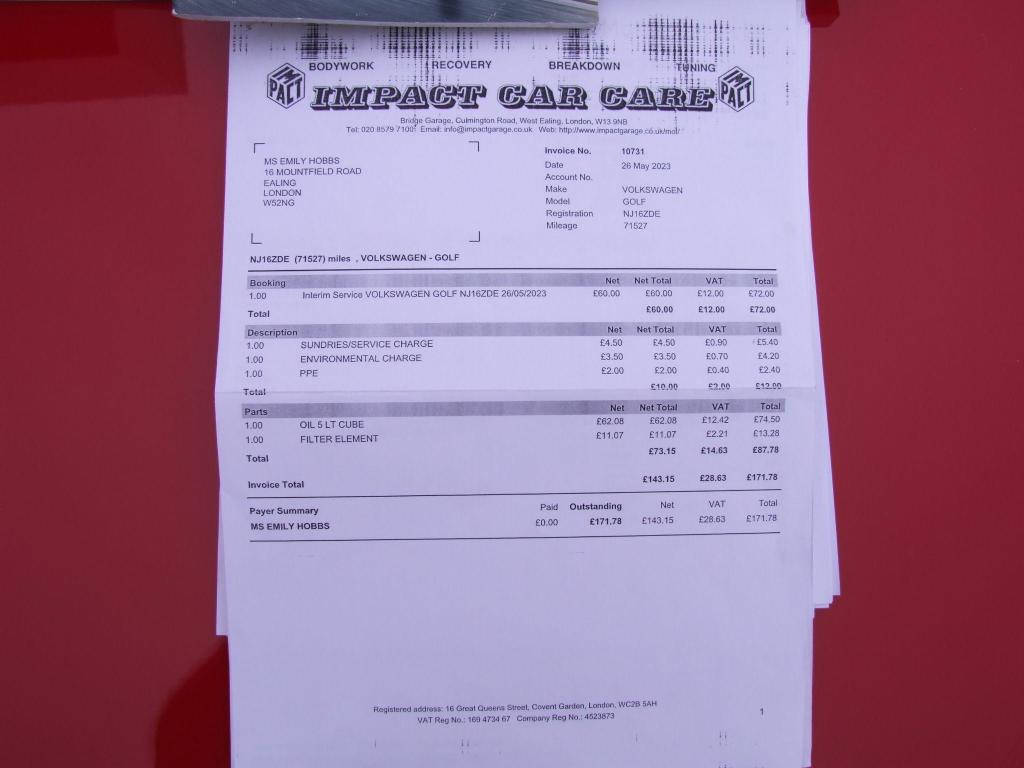 BODYWORK RECOVERY BREAKDOWN TUNING
IMPACT IMPACT CAR CARE IMPACT
Bridge Garage, Culmington Road, West Ealing, London, W13 9NB
Tel: 020 8579 7100 Email: info@impactgarage.co.uk Web: http://www.impactgarage.co.uk/mot/
MS EMILY HOBBS
16 MOUNTFIELD ROAD
EALING
LONDON
W52NG
Invoice No. 10731
Date 26 May 2023
Account No.
Make VOLKSWAGEN
Model GOLF
Registration NJ16ZDE
Mileage 71527
NJ16ZDE (71527) miles , VOLKSWAGEN - GOLF
Booking Net Net Total VAT Total
1.00 Interim Service VOLKSWAGEN GOLF NJ16ZDE 26/05/2023 £60.00 £60.00 £12.00 £72.00
Total £60.00 £12.00 £72.00
Description Net Net Total VAT Total
1.00 SUNDRIES/SERVICE CHARGE £4.50 £4.50 £0.90 £5.40
1.00 ENVIRONMENTAL CHARGE £3.50 £3.50 £0.70 £4.20
1.00 PPE £2.00 £2.00 £0.40 £2.40
Total £10.00 £2.00 £12.00
Parts Net Net Total VAT Total
1.00 OIL 5 LT CUBE £62.08 £62.08 £12.42 £74.50
1.00 FILTER ELEMENT £11.07 £11.07 £2.21 £13.28
Total £73.15 £14.63 £87.78
Invoice Total £143.15 £28.63 £171.78
Payer Summary Paid Outstanding Net VAT Total
MS EMILY HOBBS £0.00 £171.78 £143.15 £28.63 £171.78
Registered address: 16 Great Queens Street, Covent Garden, London, WC2B 5AH
VAT Reg No.: 169 4734 67 Company Reg No.: 4523873
1